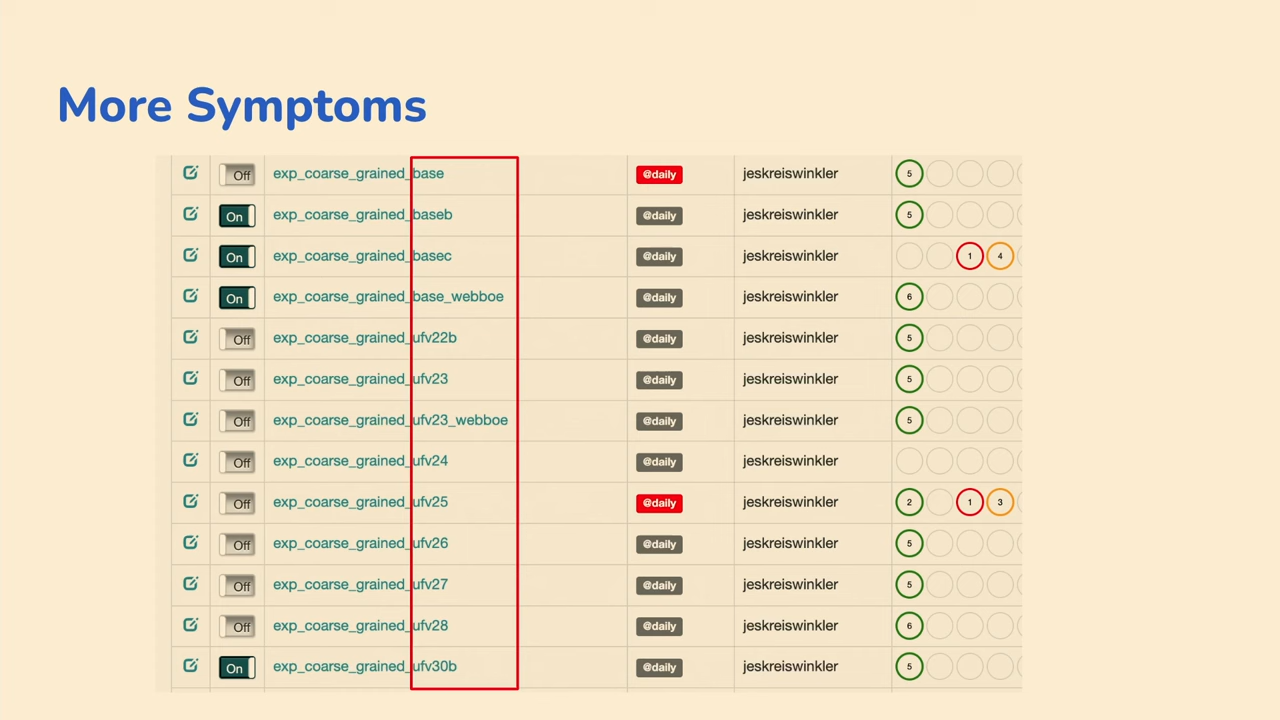 More Symptoms
Off exp_coarse_grained_base @daily jeskreiswinkler 5
On exp_coarse_grained_baseb @daily jeskreiswinkler 5
On exp_coarse_grained_basec @daily jeskreiswinkler 1 4
On exp_coarse_grained_base_webboe @daily jeskreiswinkler 6
Off exp_coarse_grained_ufv22b @daily jeskreiswinkler 5
Off exp_coarse_grained_ufv23 @daily jeskreiswinkler 5
Off exp_coarse_grained_ufv23_webboe @daily jeskreiswinkler 5
Off exp_coarse_grained_ufv24 @daily jeskreiswinkler
Off exp_coarse_grained_ufv25 @daily jeskreiswinkler 2 1 3
Off exp_coarse_grained_ufv26 @daily jeskreiswinkler 5
Off exp_coarse_grained_ufv27 @daily jeskreiswinkler 5
Off exp_coarse_grained_ufv28 @daily jeskreiswinkler 6
On exp_coarse_grained_ufv30b @daily jeskreiswinkler 5